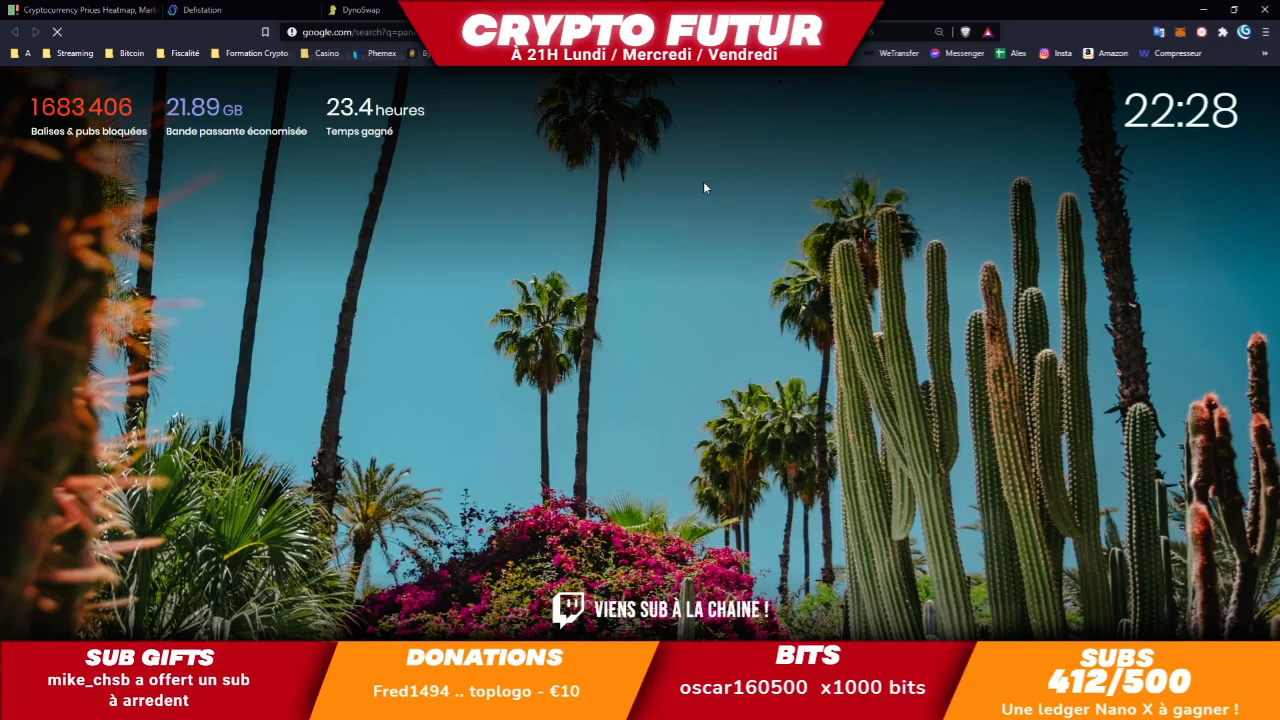 Cryptocurrency Prices Heatmap, Mark
Defistation
DynoSwap
CRYPTO FUTUR
À 21H Lundi / Mercredi / Vendredi
google.com/search?q=pan
A
Streaming
Bitcoin
Fiscalité
Formation Crypto
Casino
Phemex
WeTransfer
Messenger
Alex
Insta
Amazon
Compresseur
»
1 683 406
Balises & pubs bloquées
21.89 GB
Bande passante économisée
23.4 heures
Temps gagné
22:28
VIENS SUB À LA CHAINE !
SUB GIFTS
mike_chsb a offert un sub
à arredent
DONATIONS
Fred1494 .. toplogo - €10
BITS
oscar160500 x1000 bits
SUBS
412/500
Une ledger Nano X à gagner !